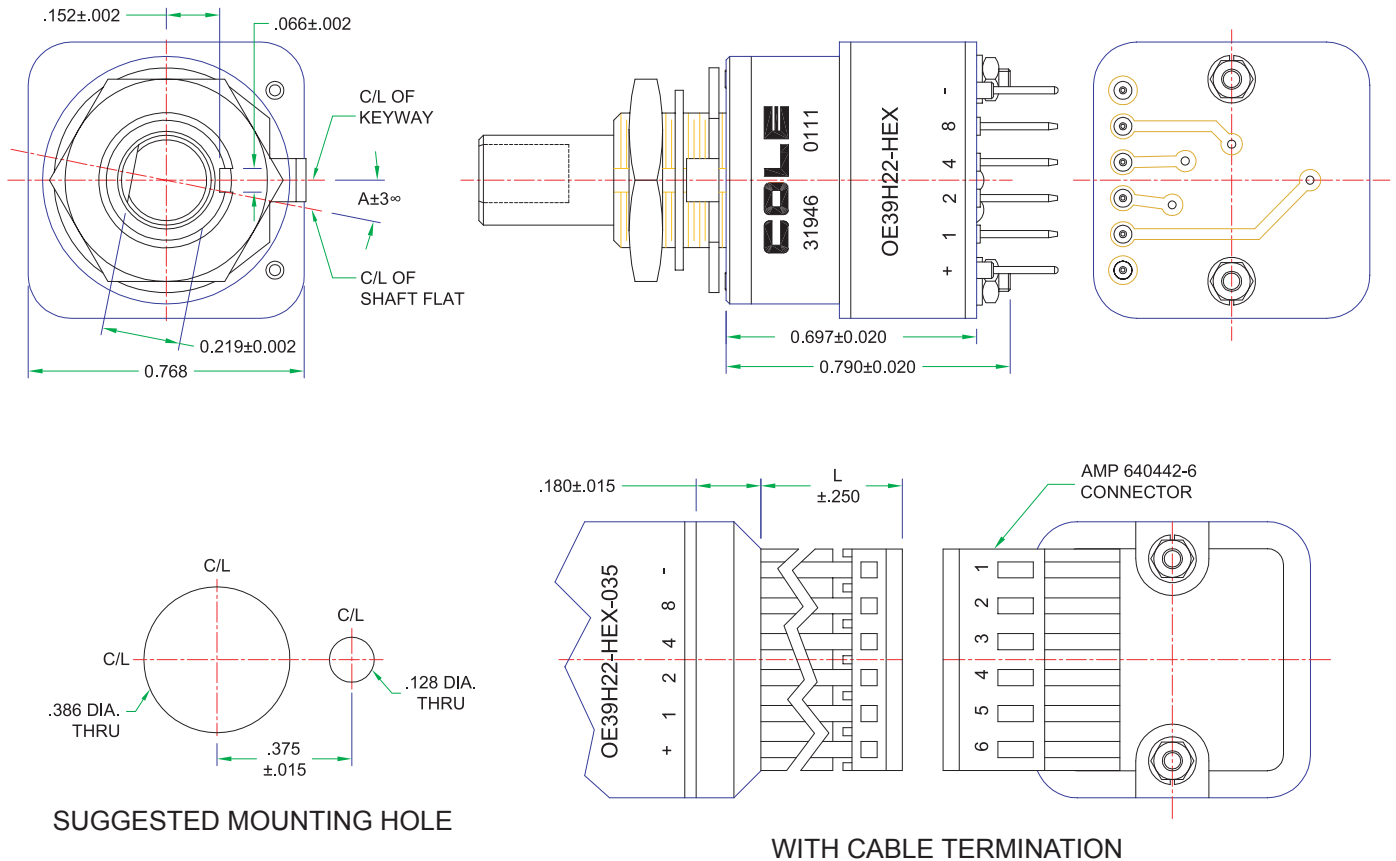 .152±.002
.066±.002
C/L OF
KEYWAY
A±3∞
C/L OF
SHAFT FLAT
0.219±0.002
0.768
COLE
31946 0111
OE39H22-HEX
+ 1 2 4 8 -
0.697±0.020
0.790±0.020
C/L
C/L
C/L
.386 DIA.
THRU
.128 DIA.
THRU
.375
±.015
SUGGESTED MOUNTING HOLE
.180±.015
L
±.250
OE39H22-HEX-035
+ 1 2 4 8 -
AMP 640442-6
CONNECTOR
1
2
3
4
5
6
WITH CABLE TERMINATION